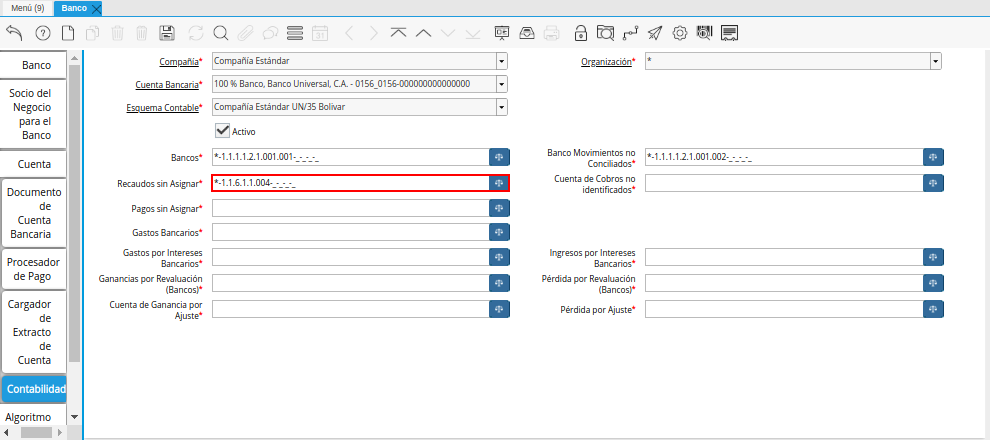 Menú (9)
Banco
Banco
Socio del
Negocio
para el
Banco
Cuenta
Documento
de
Cuenta
Bancaria
Procesador
de Pago
Cargador
de
Extracto
de
Cuenta
Contabilidad
Algoritmo
Compañía*
Compañía Estándar
Organización*
*
Cuenta Bancaria*
100 % Banco, Banco Universal, C.A. - 0156_0156-000000000000000
Esquema Contable*
Compañía Estándar UN/35 Bolivar
Activo
Bancos*
*-1.1.1.1.2.1.001.001-_-_-_-_
Banco Movimientos no
Conciliados*
*-1.1.1.1.2.1.001.002-_-_-_-_
Recaudos sin Asignar*
*-1.1.6.1.1.004-_-_-_-_
Cuenta de Cobros no
identificados*
Pagos sin Asignar*
Gastos Bancarios*
Gastos por Intereses
Bancarios*
Ingresos por Intereses
Bancarios*
Ganancias por Revaluación
(Bancos)*
Pérdida por Revaluación
(Bancos)*
Cuenta de Ganancia por
Ajuste*
Pérdida por Ajuste*